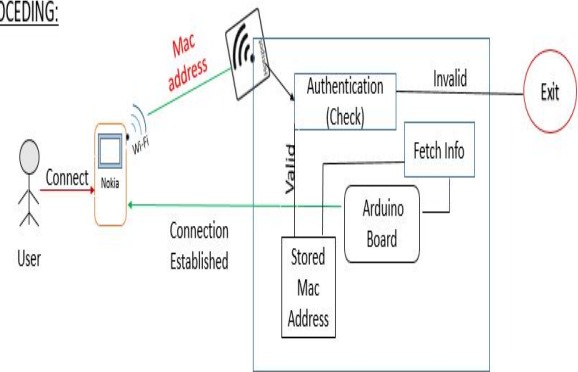 OCEDING:
Mac
address
Wi-Fi
Nokia
Connect
User
Authentication
(Check)
Invalid
Exit
Valid
Fetch Info
Arduino
Board
Connection
Established
Stored
Mac
Address